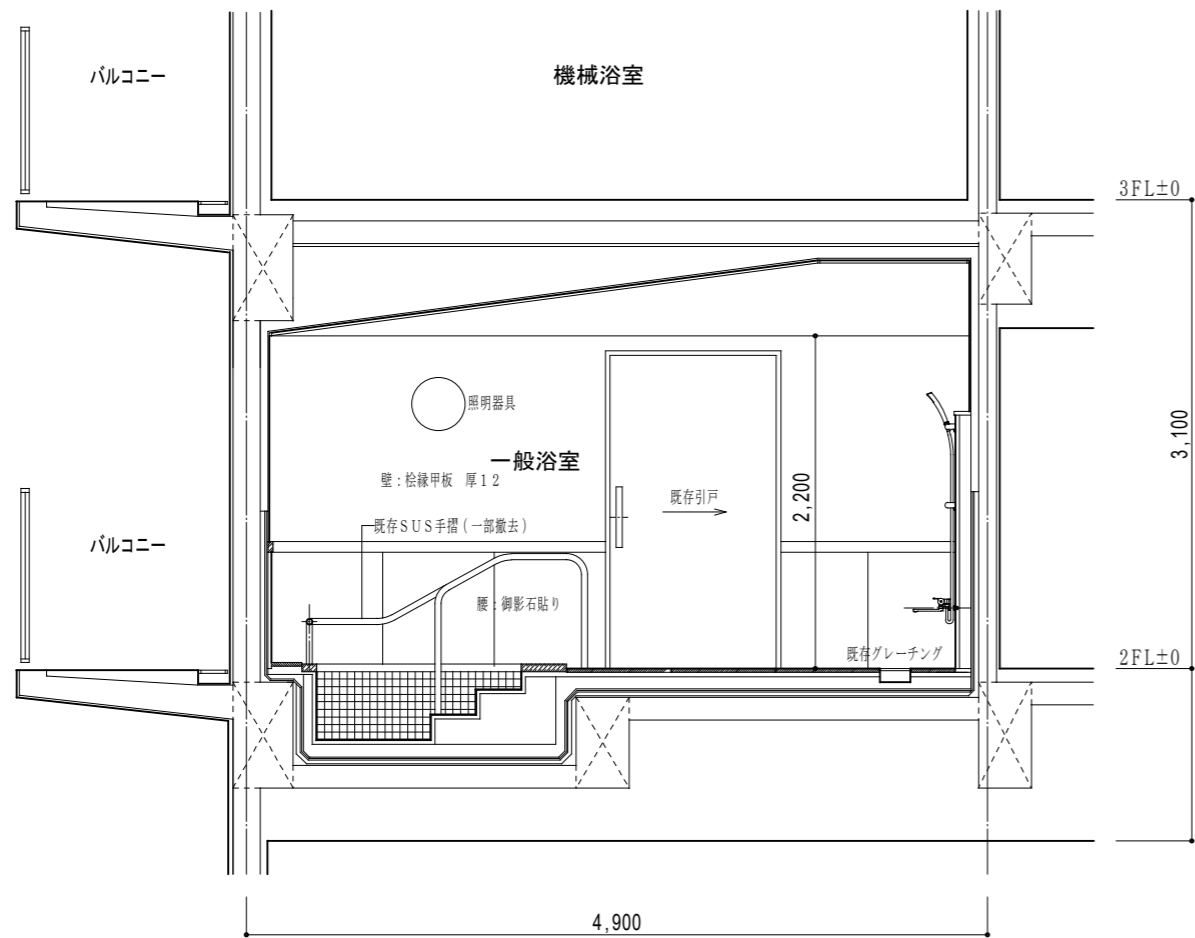 バルコニー
機械浴室
3FL±0
照明器具
一般浴室
壁：桧縁甲板　厚１２
既存引戸
2,200
3,100
既存ＳＵＳ手摺（一部撤去）
バルコニー
腰：御影石貼り
既存グレーチング
2FL±0
4,900